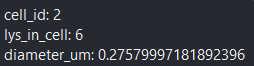 cell_id: 2
lys_in_cell: 6
diameter_um: 0.27579997181892396